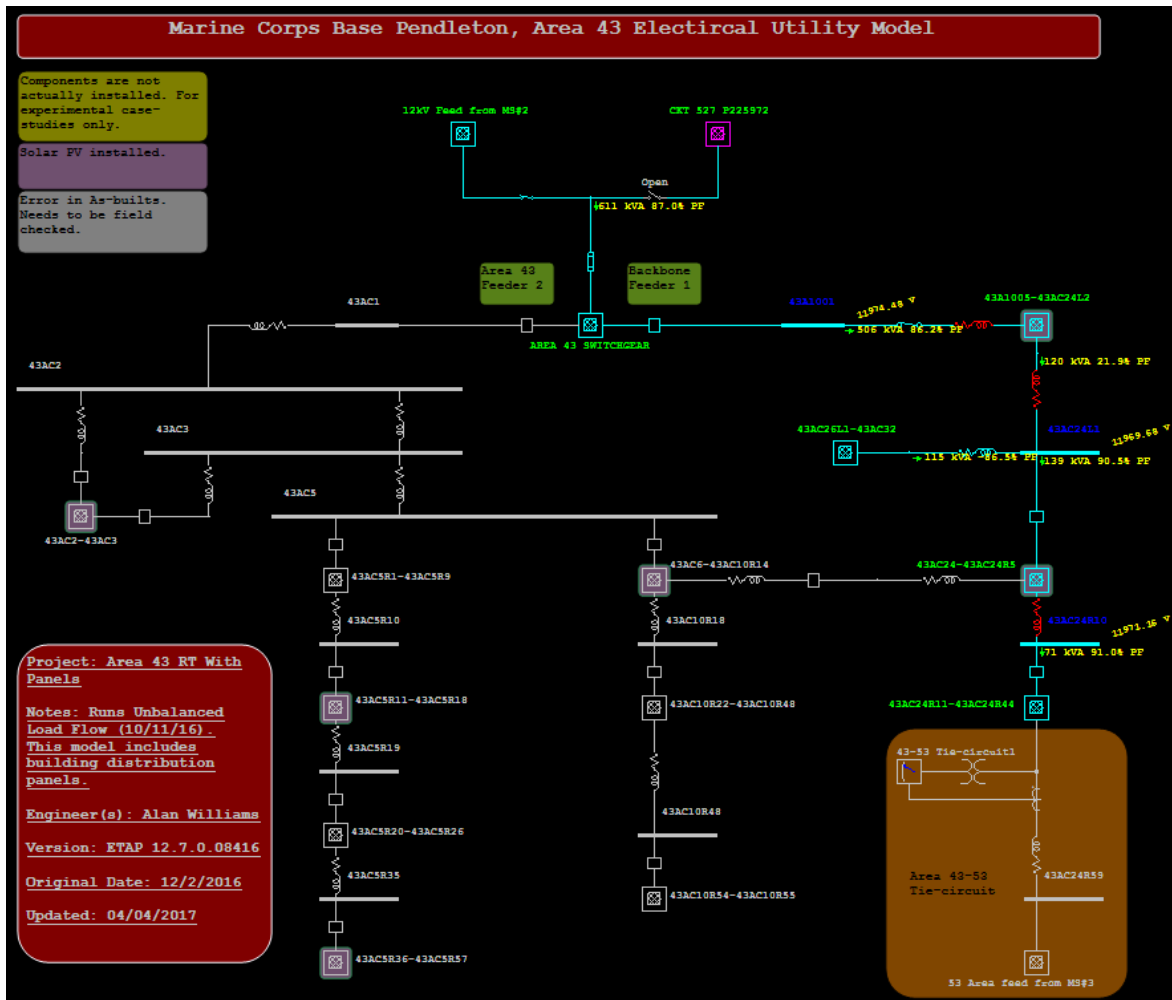 Marine Corps Base Pendleton, Area 43 Electircal Utility Model
Components are not
actually installed. For
experimental case-
studies only.
Solar PV installed.
Error in As-builts.
Needs to be field
checked.
12kV Feed from MS#2
CKT 527 P225972
Open
611 kVA 87.0% PF
Area 43
Feeder 2
Backbone
Feeder 1
43AC1
AREA 43 SWITCHGEAR
43A1001
11974.48 V
506 kVA 86.2% PF
43A1005-43AC24L2
120 kVA 21.9% PF
43AC2
43AC3
43AC26L1-43AC32
115 kVA -86.5% PF
43AC24L1
11969.68 V
139 kVA 90.5% PF
43AC5
43AC2-43AC3
43AC5R1-43AC5R9
43AC6-43AC10R14
43AC24-43AC24R5
43AC5R10
43AC10R18
43AC24R10
11971.16 V
71 kVA 91.0% PF
43AC5R11-43AC5R18
43AC10R22-43AC10R48
43AC24R11-43AC24R44
43AC5R19
43-53 Tie-circuit1
43AC10R48
43AC5R20-43AC5R26
43AC5R35
43AC10R54-43AC10R55
Area 43-53
Tie-circuit
43AC24R59
43AC5R36-43AC5R57
53 Area feed from MS#3
Project: Area 43 RT With
Panels
Notes: Runs Unbalanced
Load Flow (10/11/16).
This model includes
building distribution
panels.
Engineer(s): Alan Williams
Version: ETAP 12.7.0.08416
Original Date: 12/2/2016
Updated: 04/04/2017